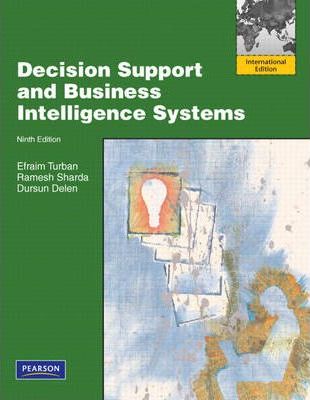 International
Edition
Decision Support
and Business
Intelligence Systems
Ninth Edition
Efraim Turban
Ramesh Sharda
Dursun Delen
PEARSON